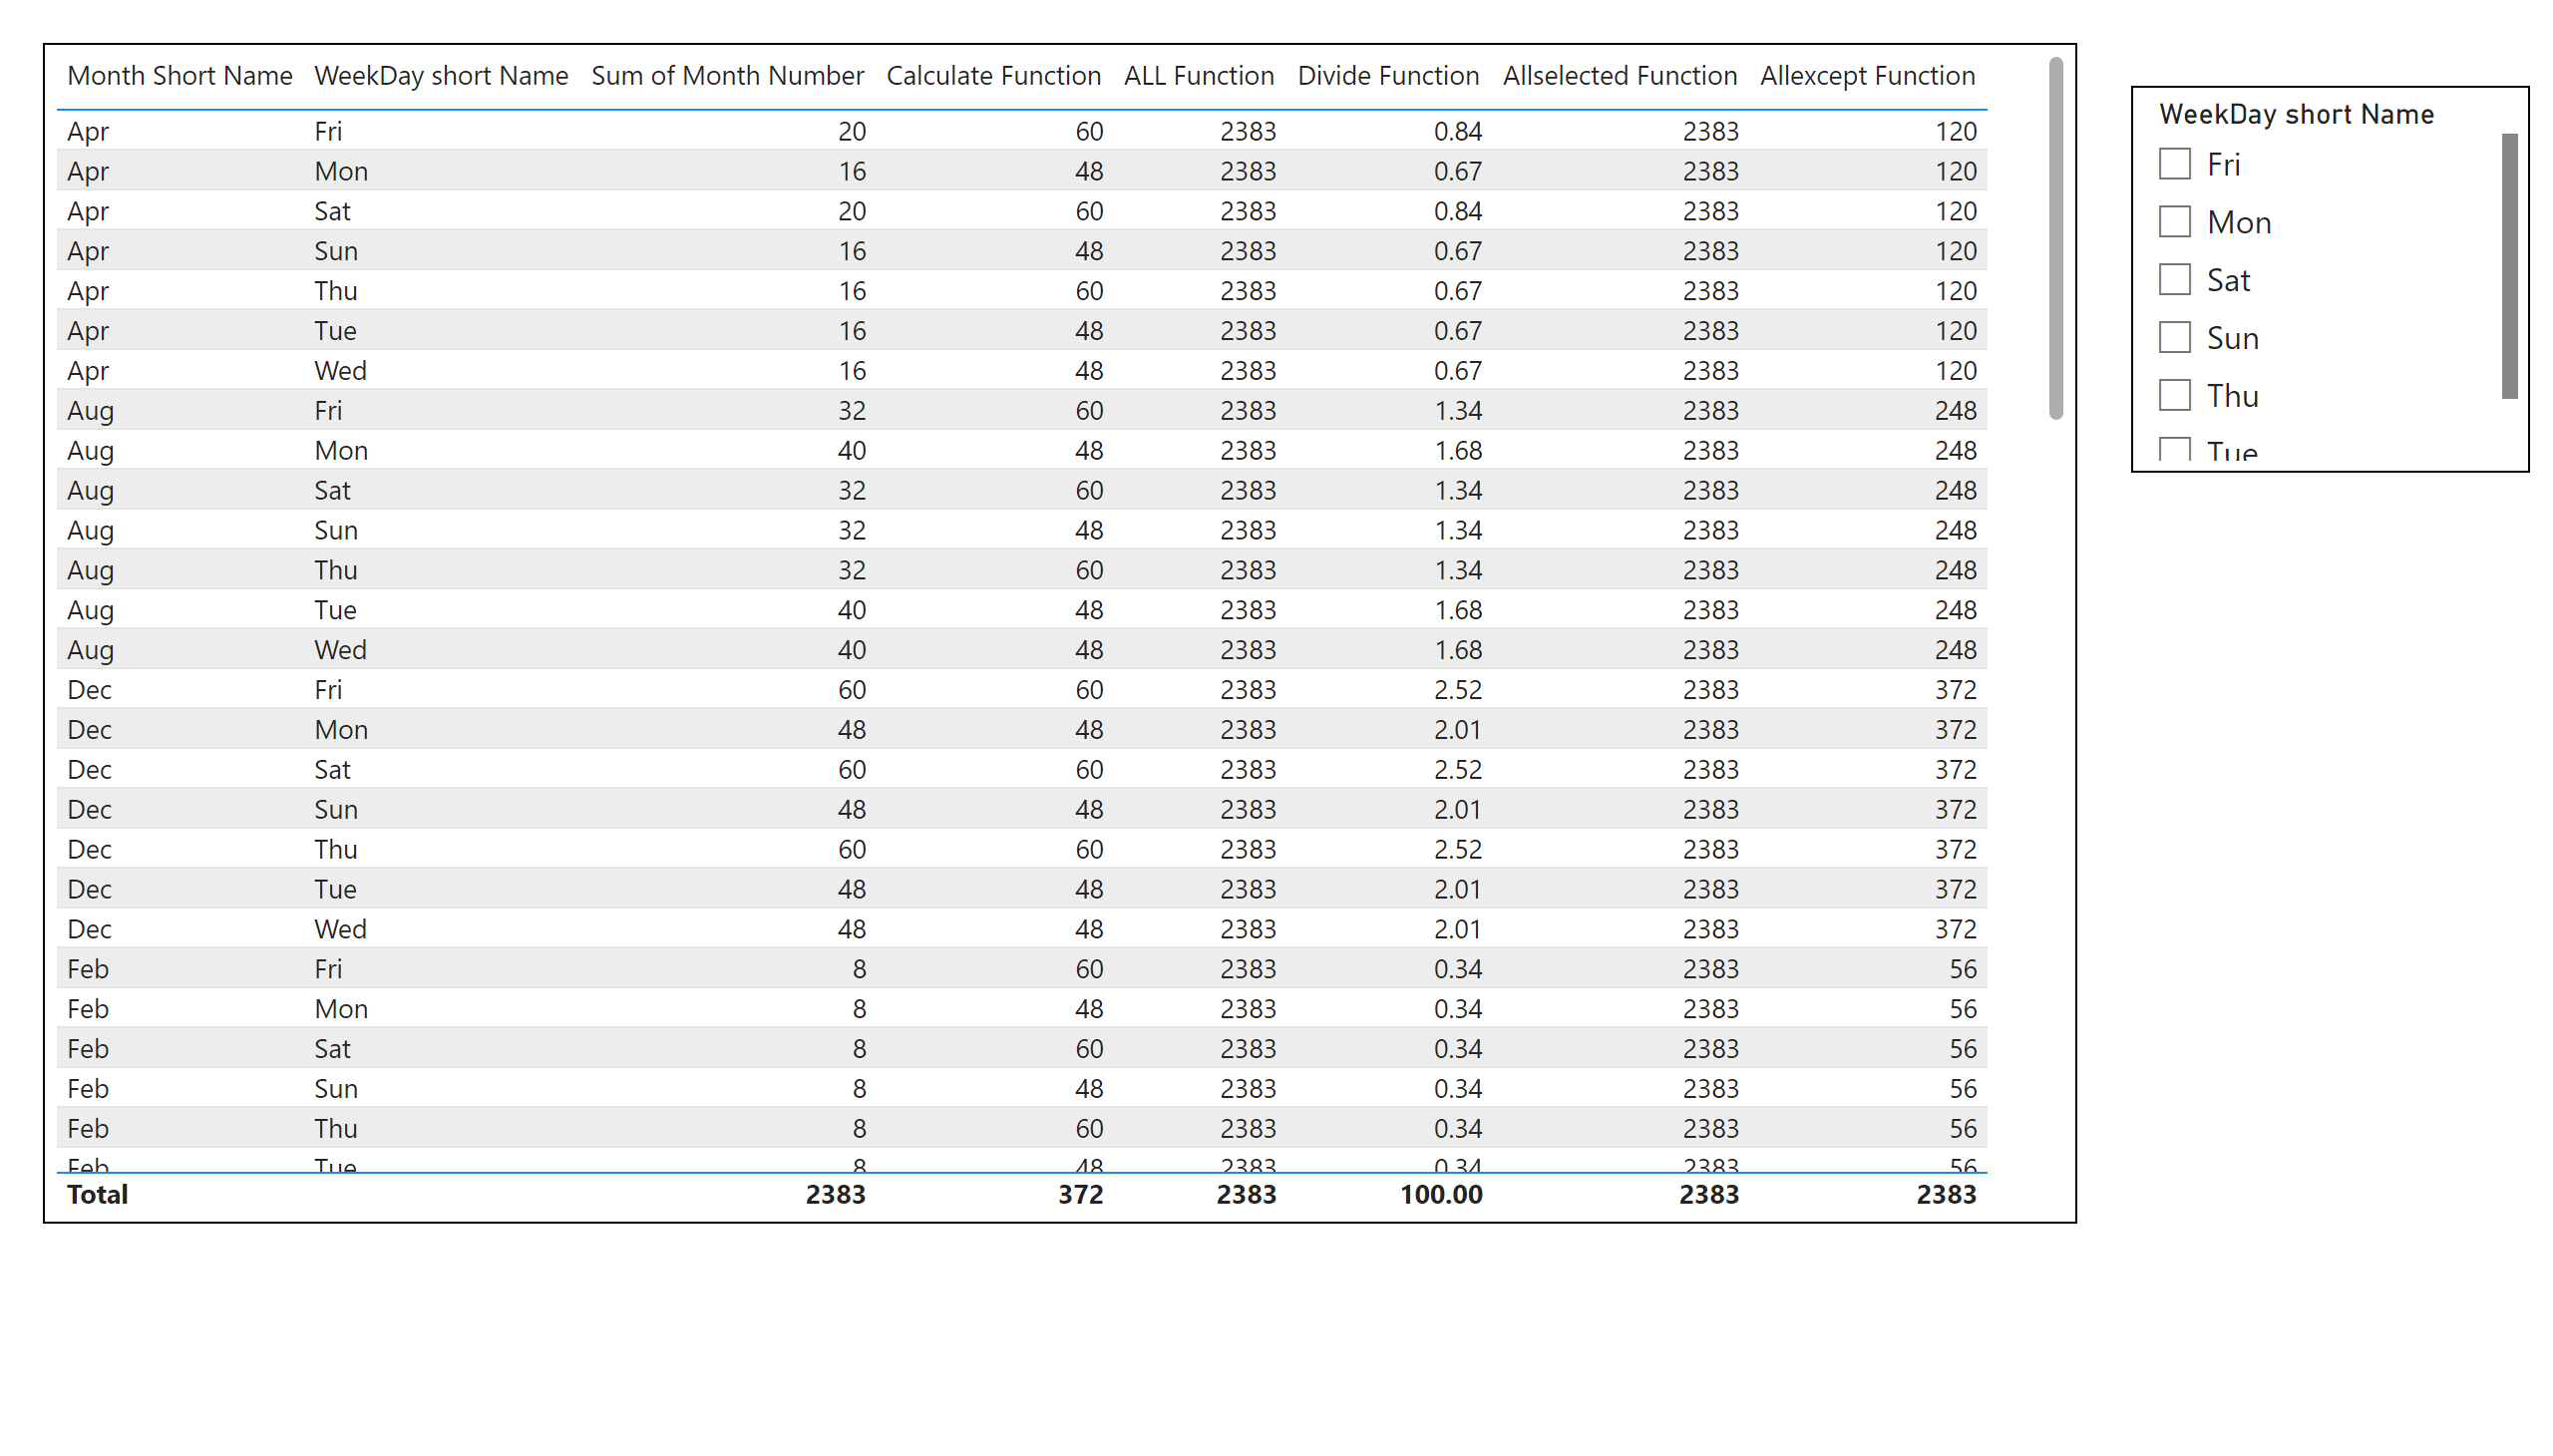 Month Short Name WeekDay short Name Sum of Month Number Calculate Function ALL Function Divide Function Allselected Function Allexcept Function
Apr Fri 20 60 2383 0.84 2383 120
Apr Mon 16 48 2383 0.67 2383 120
Apr Sat 20 60 2383 0.84 2383 120
Apr Sun 16 48 2383 0.67 2383 120
Apr Thu 16 60 2383 0.67 2383 120
Apr Tue 16 48 2383 0.67 2383 120
Apr Wed 16 48 2383 0.67 2383 120
Aug Fri 32 60 2383 1.34 2383 248
Aug Mon 40 48 2383 1.68 2383 248
Aug Sat 32 60 2383 1.34 2383 248
Aug Sun 32 48 2383 1.34 2383 248
Aug Thu 32 60 2383 1.34 2383 248
Aug Tue 40 48 2383 1.68 2383 248
Aug Wed 40 48 2383 1.68 2383 248
Dec Fri 60 60 2383 2.52 2383 372
Dec Mon 48 48 2383 2.01 2383 372
Dec Sat 60 60 2383 2.52 2383 372
Dec Sun 48 48 2383 2.01 2383 372
Dec Thu 60 60 2383 2.52 2383 372
Dec Tue 48 48 2383 2.01 2383 372
Dec Wed 48 48 2383 2.01 2383 372
Feb Fri 8 60 2383 0.34 2383 56
Feb Mon 8 48 2383 0.34 2383 56
Feb Sat 8 60 2383 0.34 2383 56
Feb Sun 8 48 2383 0.34 2383 56
Feb Thu 8 60 2383 0.34 2383 56
Feb Tue 8 48 2383 0.34 2383 56
Total 2383 372 2383 100.00 2383 2383
WeekDay short Name
Fri
Mon
Sat
Sun
Thu
Tue